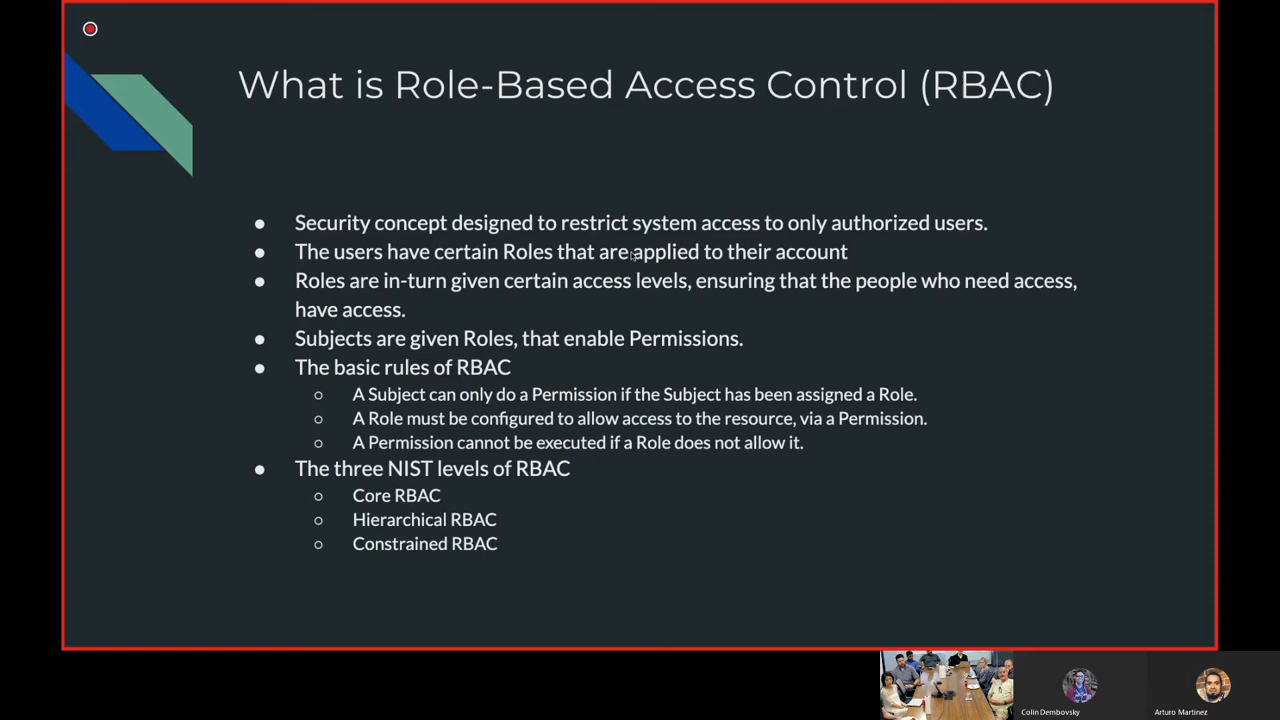 What is Role-Based Access Control (RBAC)
● Security concept designed to restrict system access to only authorized users.
● The users have certain Roles that are applied to their account
● Roles are in-turn given certain access levels, ensuring that the people who need access,
have access.
● Subjects are given Roles, that enable Permissions.
● The basic rules of RBAC
○ A Subject can only do a Permission if the Subject has been assigned a Role.
○ A Role must be configured to allow access to the resource, via a Permission.
○ A Permission cannot be executed if a Role does not allow it.
● The three NIST levels of RBAC
○ Core RBAC
○ Hierarchical RBAC
○ Constrained RBAC
Colin Dembovsky
Arturo Martinez